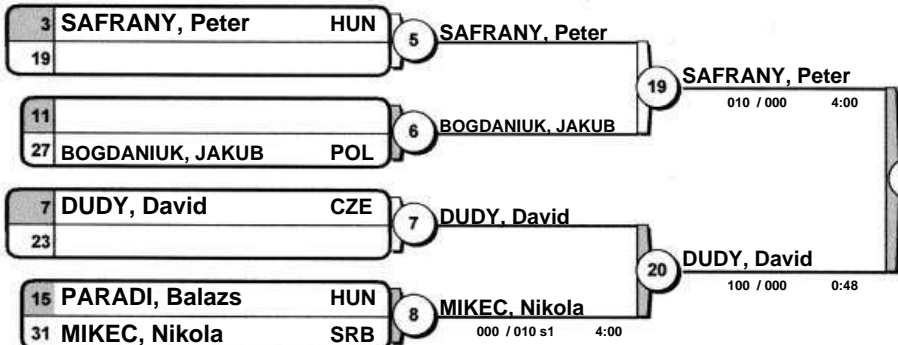 3 SAFRANY, Peter HUN
19
5
SAFRANY, Peter
11
27 BOGDANIUK, JAKUB POL
6
BOGDANIUK, JAKUB
19
SAFRANY, Peter
010 / 000 4:00
7 DUDY, David CZE
23
7
DUDY, David
15 PARADI, Balazs HUN
31 MIKEC, Nikola SRB
8
MIKEC, Nikola
000 / 010 s1 4:00
20
DUDY, David
100 / 000 0:48